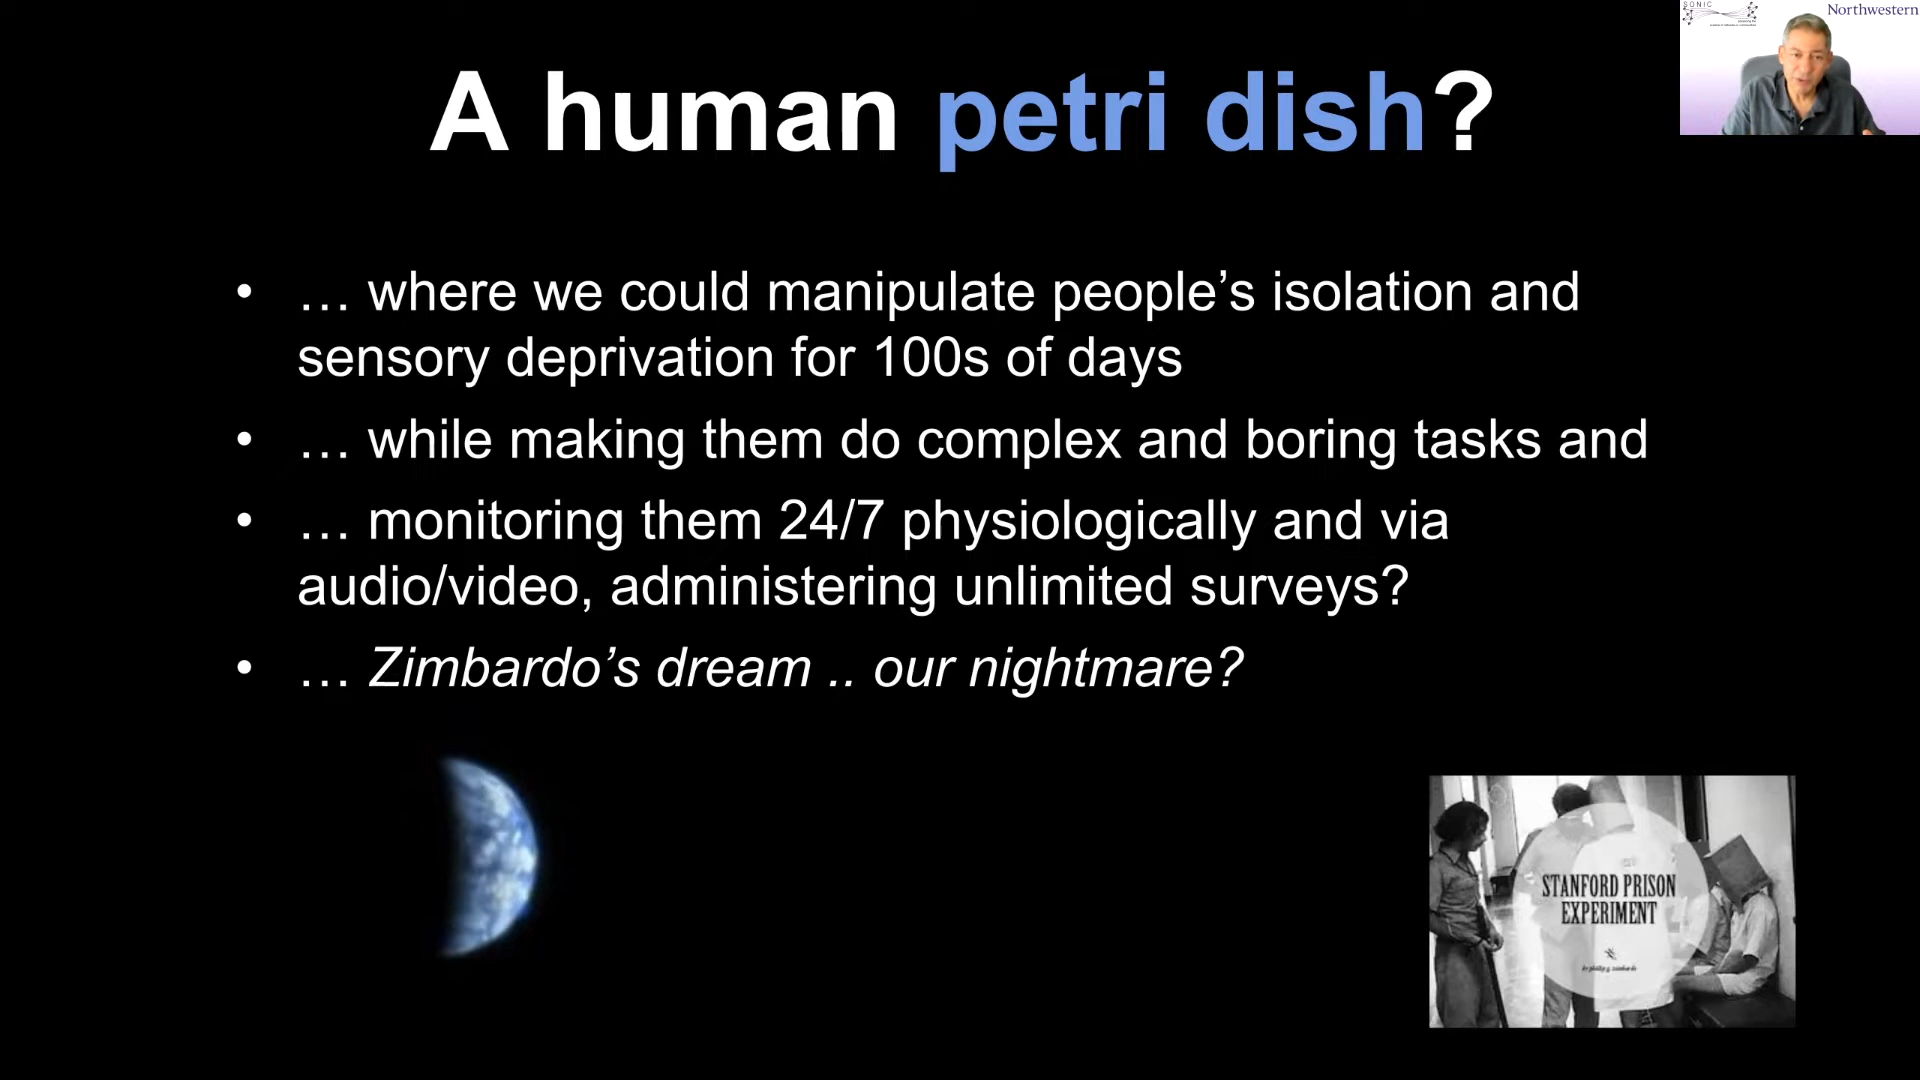 SONIC
Northwestern
A human petri dish?
• … where we could manipulate people’s isolation and
sensory deprivation for 100s of days
• … while making them do complex and boring tasks and
• … monitoring them 24/7 physiologically and via
audio/video, administering unlimited surveys?
• … Zimbardo’s dream .. our nightmare?
STANFORD PRISON
EXPERIMENT